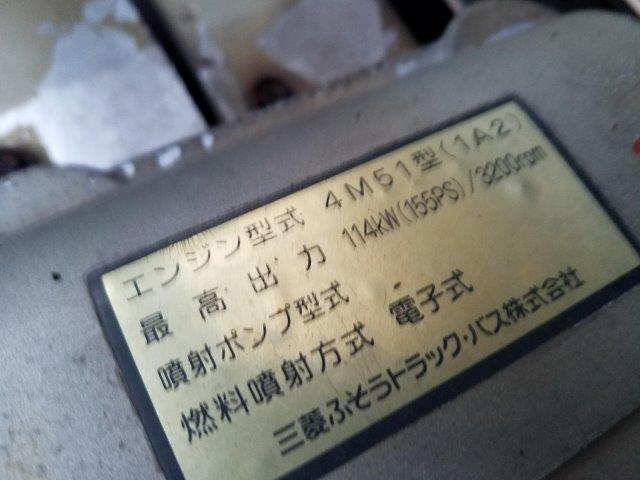 エンジン型式 4M51型(1A2)
最高出力 114kW(155PS)/3200rpm
噴射ポンプ型式 -
燃料噴射方式 電子式
三菱ふそうトラック・バス株式会社